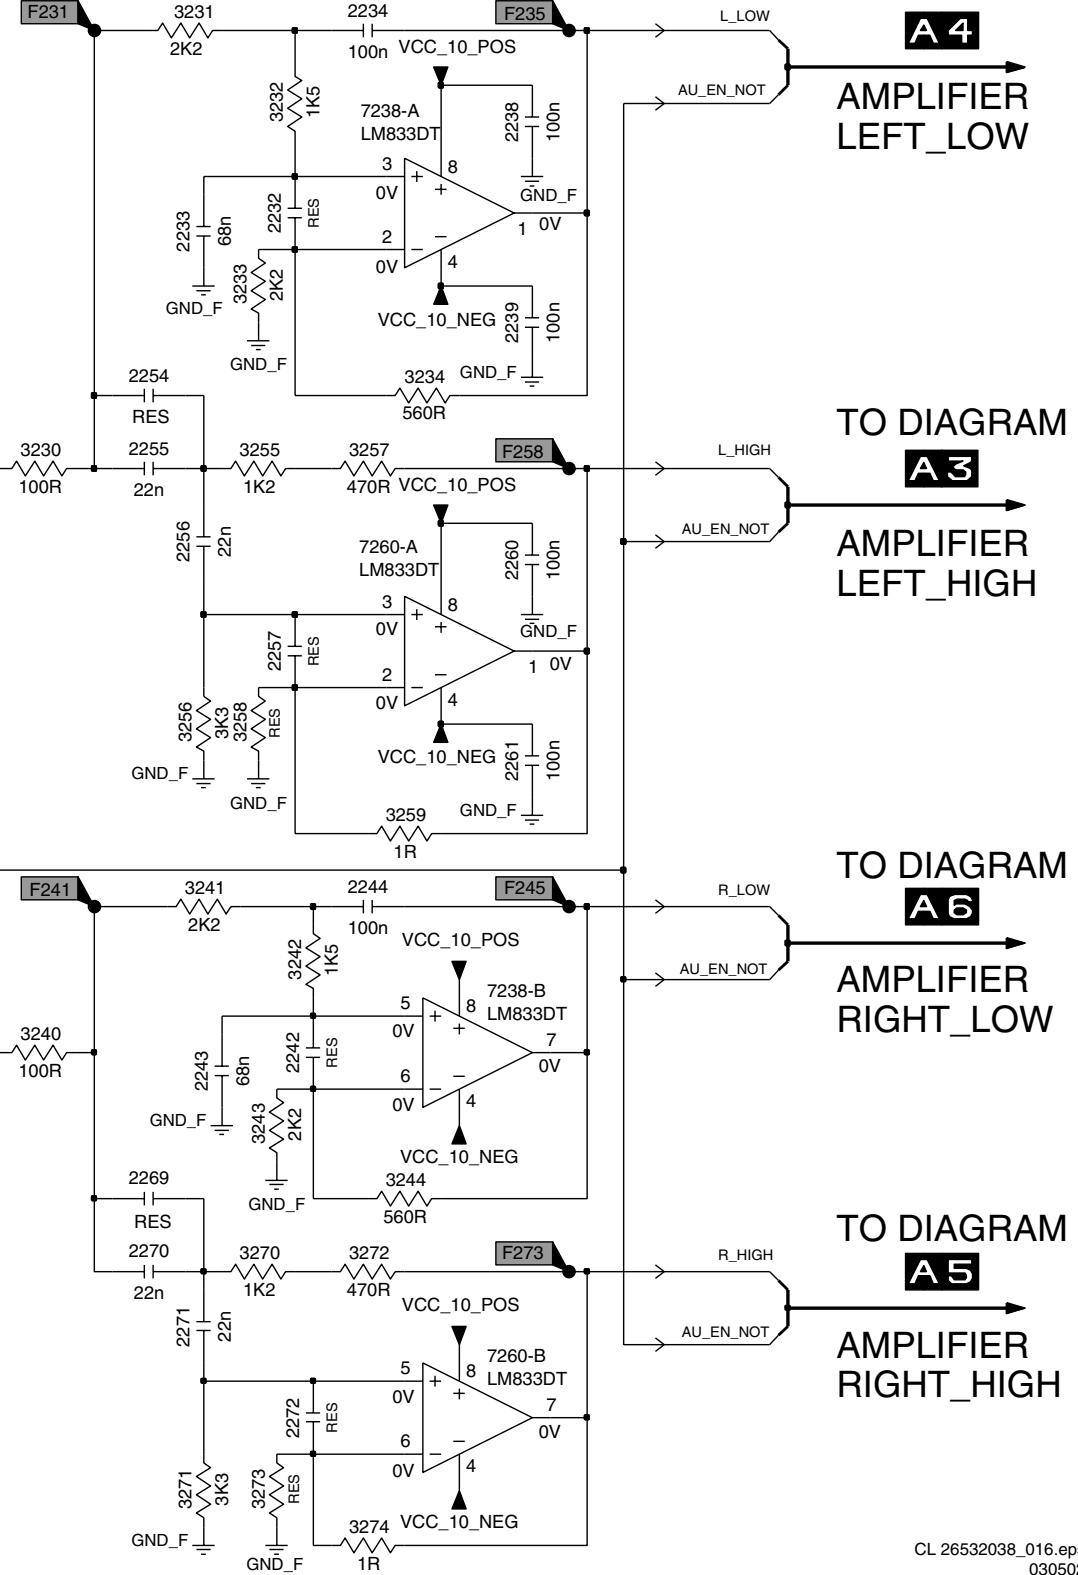 F231
3231
2K2
2234
100n
F235
L_LOW
A 4
VCC_10_POS
AU_EN_NOT
AMPLIFIER
LEFT_LOW
3232
1K5
7238-A
LM833DT
2238
100n
3
0V
8
+
+
GND_F
2233
68n
2232
RES
1
0V
2
0V
−
−
4
3233
2K2
GND_F
VCC_10_NEG
2239
100n
GND_F
GND_F
2254
RES
3234
560R
TO DIAGRAM
3230
100R
2255
22n
3255
1K2
3257
470R
F258
L_HIGH
A 3
VCC_10_POS
AU_EN_NOT
AMPLIFIER
LEFT_HIGH
2256
22n
7260-A
LM833DT
2260
100n
3
0V
8
+
+
GND_F
2257
RES
1
0V
2
0V
−
−
4
3256
3K3
3258
RES
VCC_10_NEG
2261
100n
GND_F
GND_F
GND_F
3259
1R
TO DIAGRAM
F241
3241
2K2
2244
100n
F245
R_LOW
A 6
VCC_10_POS
AU_EN_NOT
AMPLIFIER
RIGHT_LOW
3242
1K5
7238-B
LM833DT
5
0V
8
+
+
3240
100R
2243
68n
2242
RES
7
0V
6
0V
−
−
4
GND_F
3243
2K2
VCC_10_NEG
2269
RES
GND_F
3244
560R
TO DIAGRAM
2270
22n
3270
1K2
3272
470R
F273
R_HIGH
A 5
VCC_10_POS
AU_EN_NOT
AMPLIFIER
RIGHT_HIGH
2271
22n
7260-B
LM833DT
5
0V
8
+
+
2272
RES
7
0V
6
0V
−
−
4
3271
3K3
3273
RES
VCC_10_NEG
GND_F
GND_F
3274
1R
CL 26532038_016.eps
030502